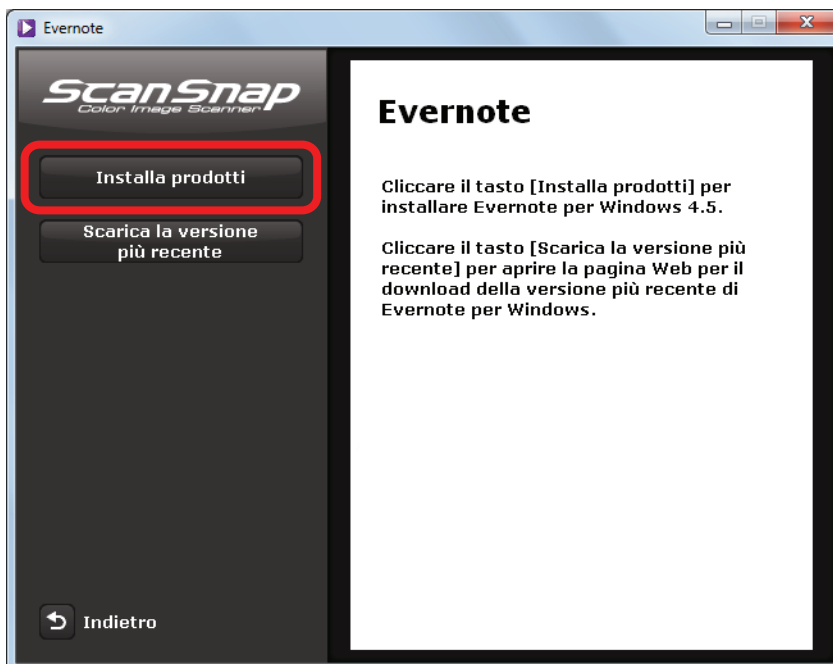 Evernote
ScanSnap
Color Image Scanner
Installa prodotti
Scarica la versione
più recente
Indietro
Evernote
Cliccare il tasto [Installa prodotti] per
installare Evernote per Windows 4.5.
Cliccare il tasto [Scarica la versione più
recente] per aprire la pagina Web per il
download della versione più recente di
Evernote per Windows.